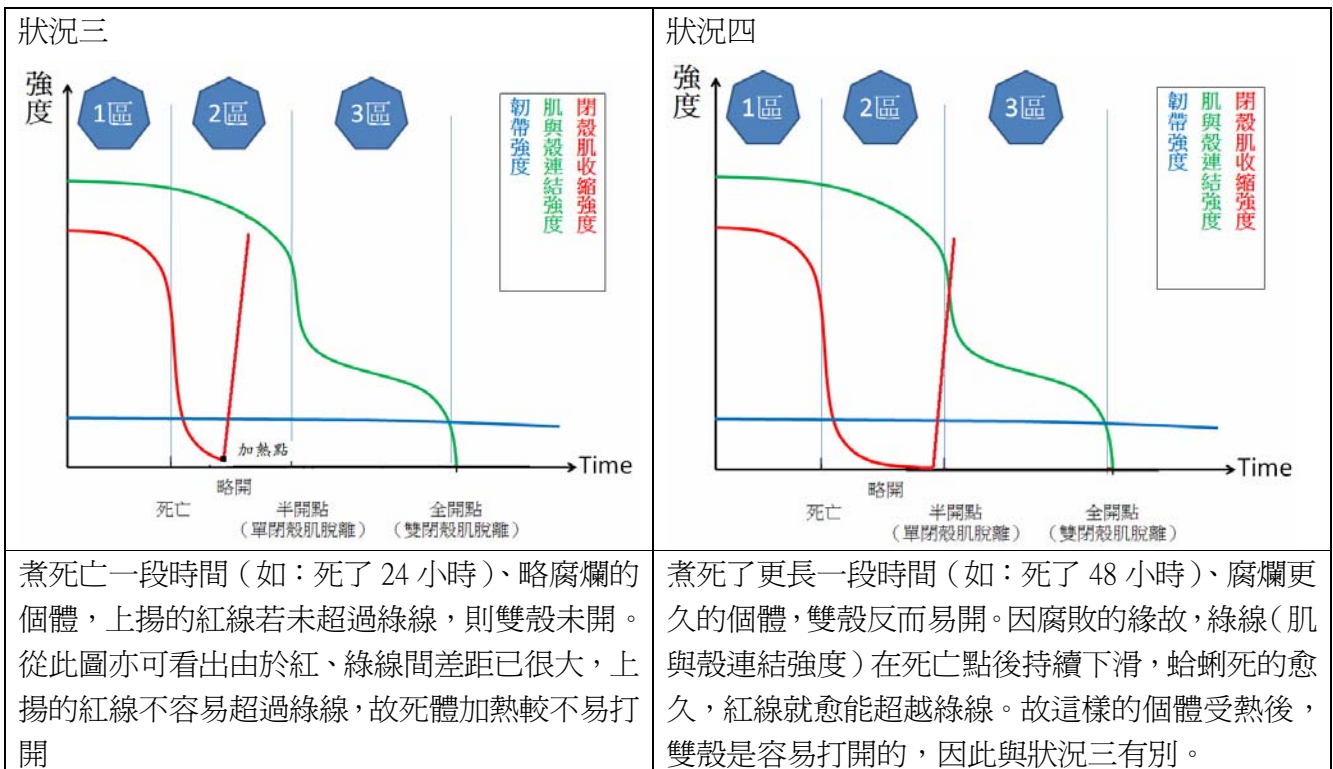 狀況三
強度
1區
2區
3區
韌帶強度
肌與殼連結強度
閉殼肌收縮強度
加熱點
Time
略開
死亡
半開點
全開點
(單閉殼肌脫離)
(雙閉殼肌脫離)
煮死亡一段時間(如：死了 24 小時)、略腐爛的
個體，上揚的紅線若未超過綠線，則雙殼未開。
從此圖亦可看出由於紅、綠線間差距已很大，上
揚的紅線不容易超過綠線，故死體加熱較不易打
開
狀況四
強度
1區
2區
3區
韌帶強度
肌與殼連結強度
閉殼肌收縮強度
Time
略開
死亡
半開點
全開點
(單閉殼肌脫離)
(雙閉殼肌脫離)
煮死了更長一段時間(如：死了 48 小時)、腐爛更
久的個體，雙殼反而易開。因腐敗的緣故，綠線(肌
與殼連結強度)在死亡點後持續下滑，蛤蜊死的愈
久，紅線就愈能超越綠線。故這樣的個體受熱後，
雙殼是容易打開的，因此與狀況三有別。